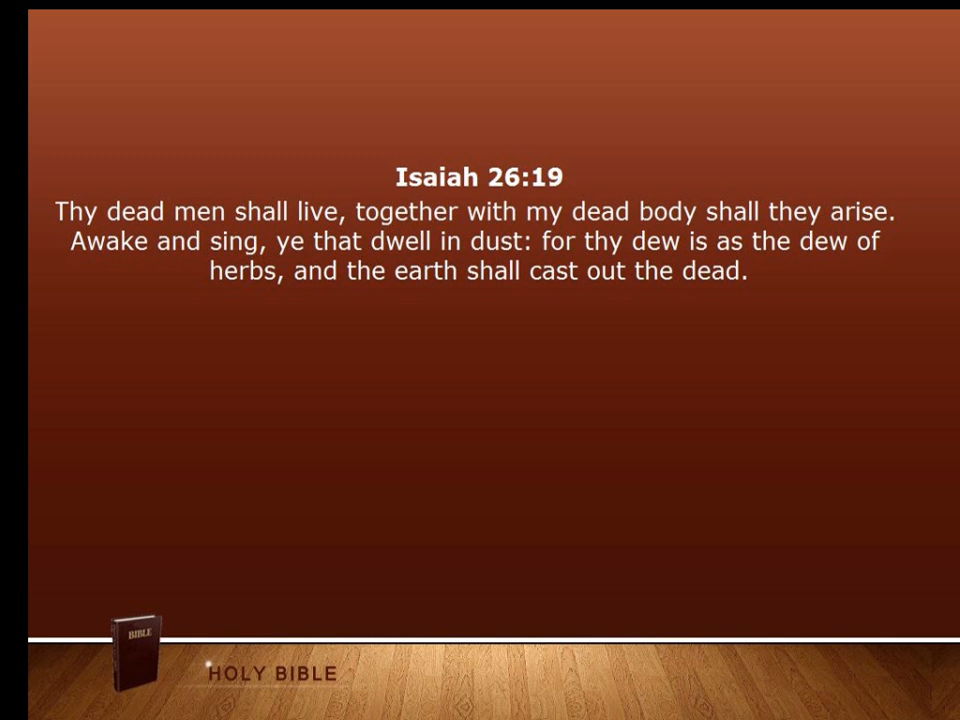 Isaiah 26:19
Thy dead men shall live, together with my dead body shall they arise.
Awake and sing, ye that dwell in dust: for thy dew is as the dew of
herbs, and the earth shall cast out the dead.
BIBLE
HOLY BIBLE